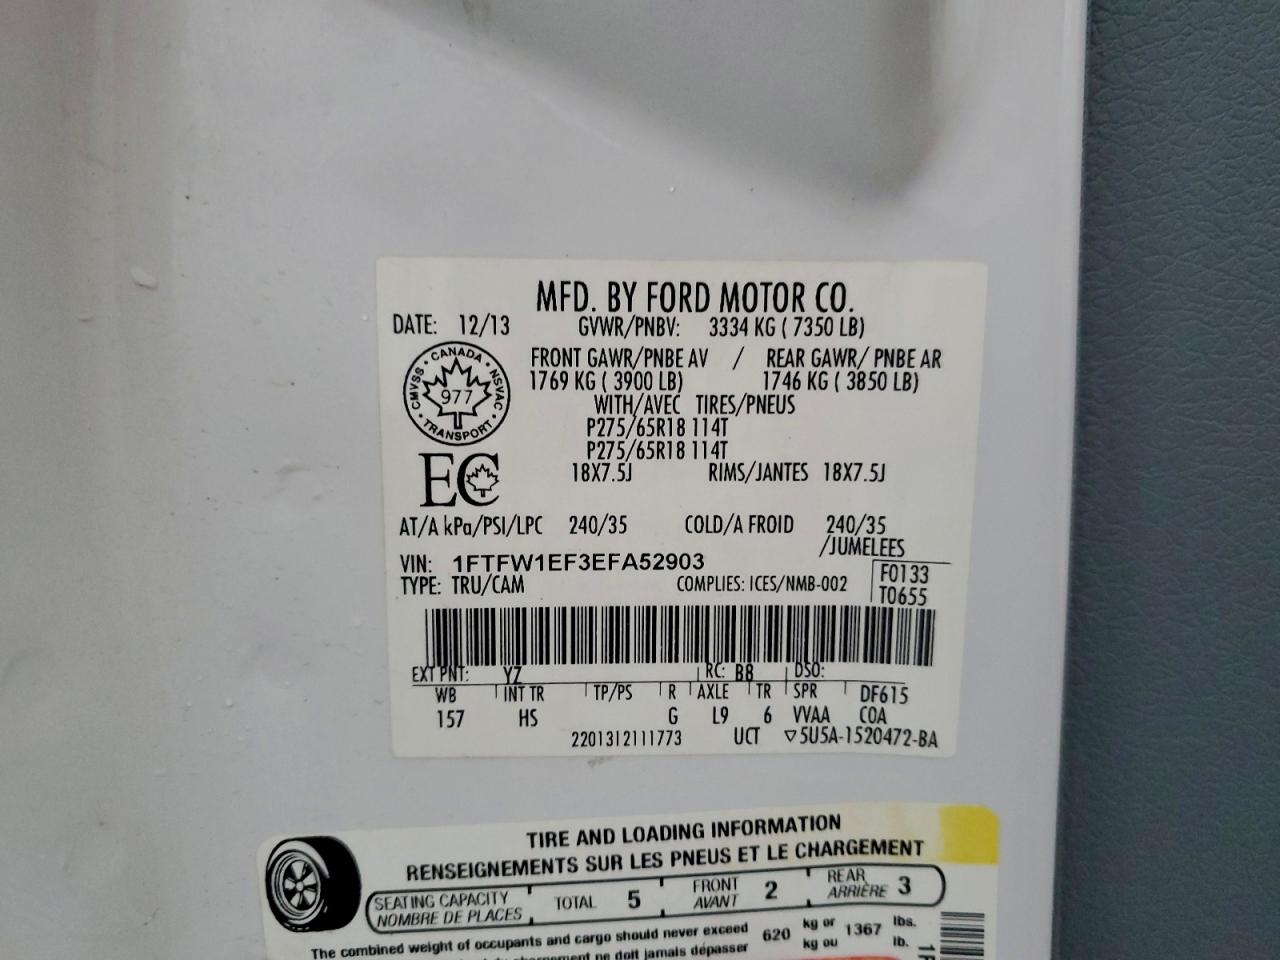 MFD. BY FORD MOTOR CO.
DATE: 12/13 GVWR/PNBV: 3334 KG ( 7350 LB)
FRONT GAWR/PNBE AV / REAR GAWR/ PNBE AR
1769 KG ( 3900 LB) 1746 KG ( 3850 LB)
WITH/AVEC TIRES/PNEUS
P275/65R18 114T
P275/65R18 114T
18X7.5J RIMS/JANTES 18X7.5J
CANADA · NSVAC · TRANSPORT · CMVSS ·
977
EC
AT/A kPa/PSI/LPC 240/35 COLD/A FROID 240/35
/JUMELEES
VIN: 1FTFW1EF3EFA52903
TYPE: TRU/CAM COMPLIES: ICES/NMB-002
F0133
T0655
EXT PNT: YZ RC: B8 DSO:
WB INT TR TP/PS R AXLE TR SPR DF615
157 HS G L9 6 VVAA COA
2201312111773 UCT ▽5U5A-1520472-BA
TIRE AND LOADING INFORMATION
RENSEIGNEMENTS SUR LES PNEUS ET LE CHARGEMENT
SEATING CAPACITY
NOMBRE DE PLACES
TOTAL 5
FRONT
AVANT
2
REAR
ARRIÈRE
3
The combined weight of occupants and cargo should never exceed 620 kg or 1367 lbs.
ne doit jamais dépasser kg ou lb.